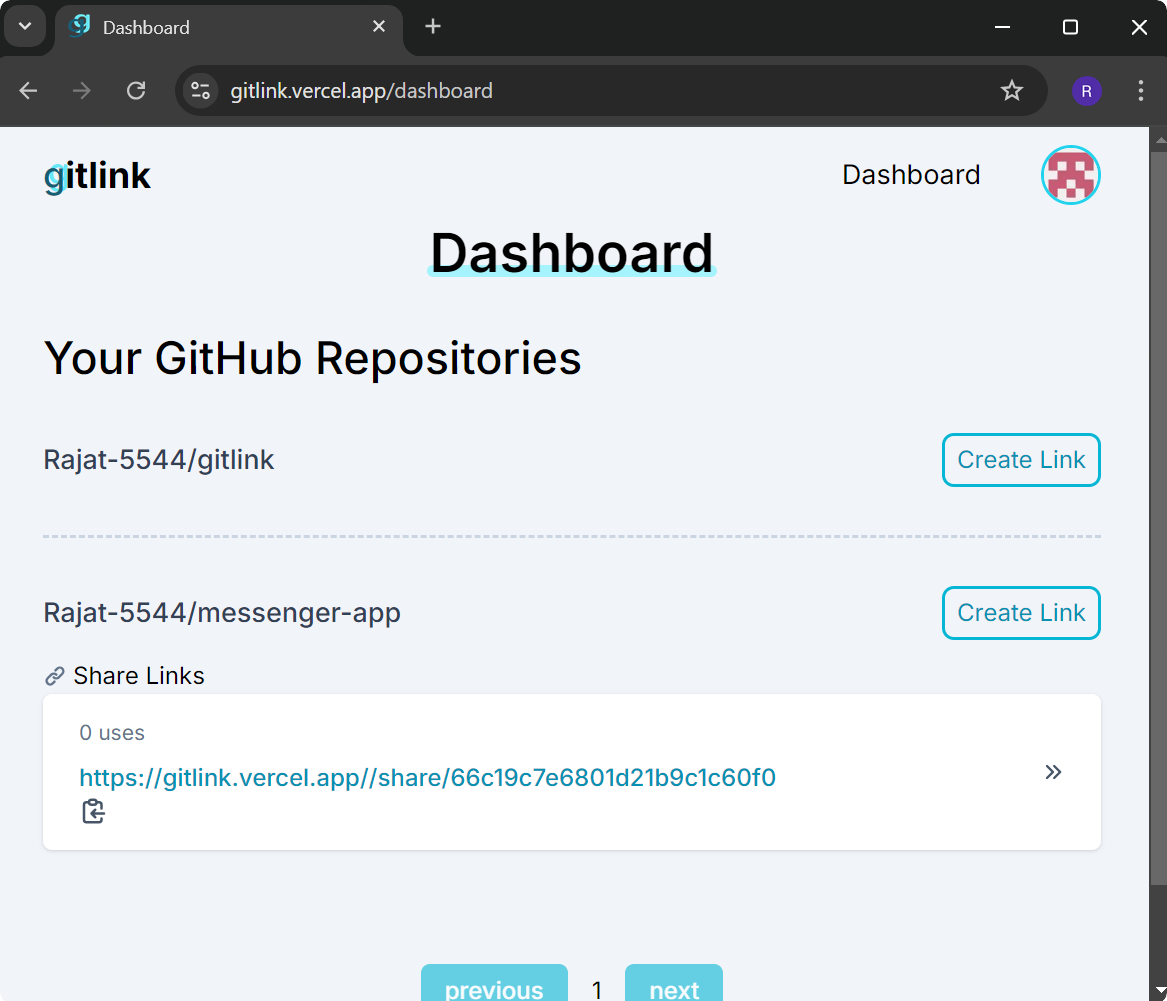 Dashboard
gitlink.vercel.app/dashboard
R
gitlink
Dashboard
Dashboard
Your GitHub Repositories
Rajat-5544/gitlink
Create Link
Rajat-5544/messenger-app
Create Link
Share Links
0 uses
https://gitlink.vercel.app//share/66c19c7e6801d21b9c1c60f0
previous 1 next